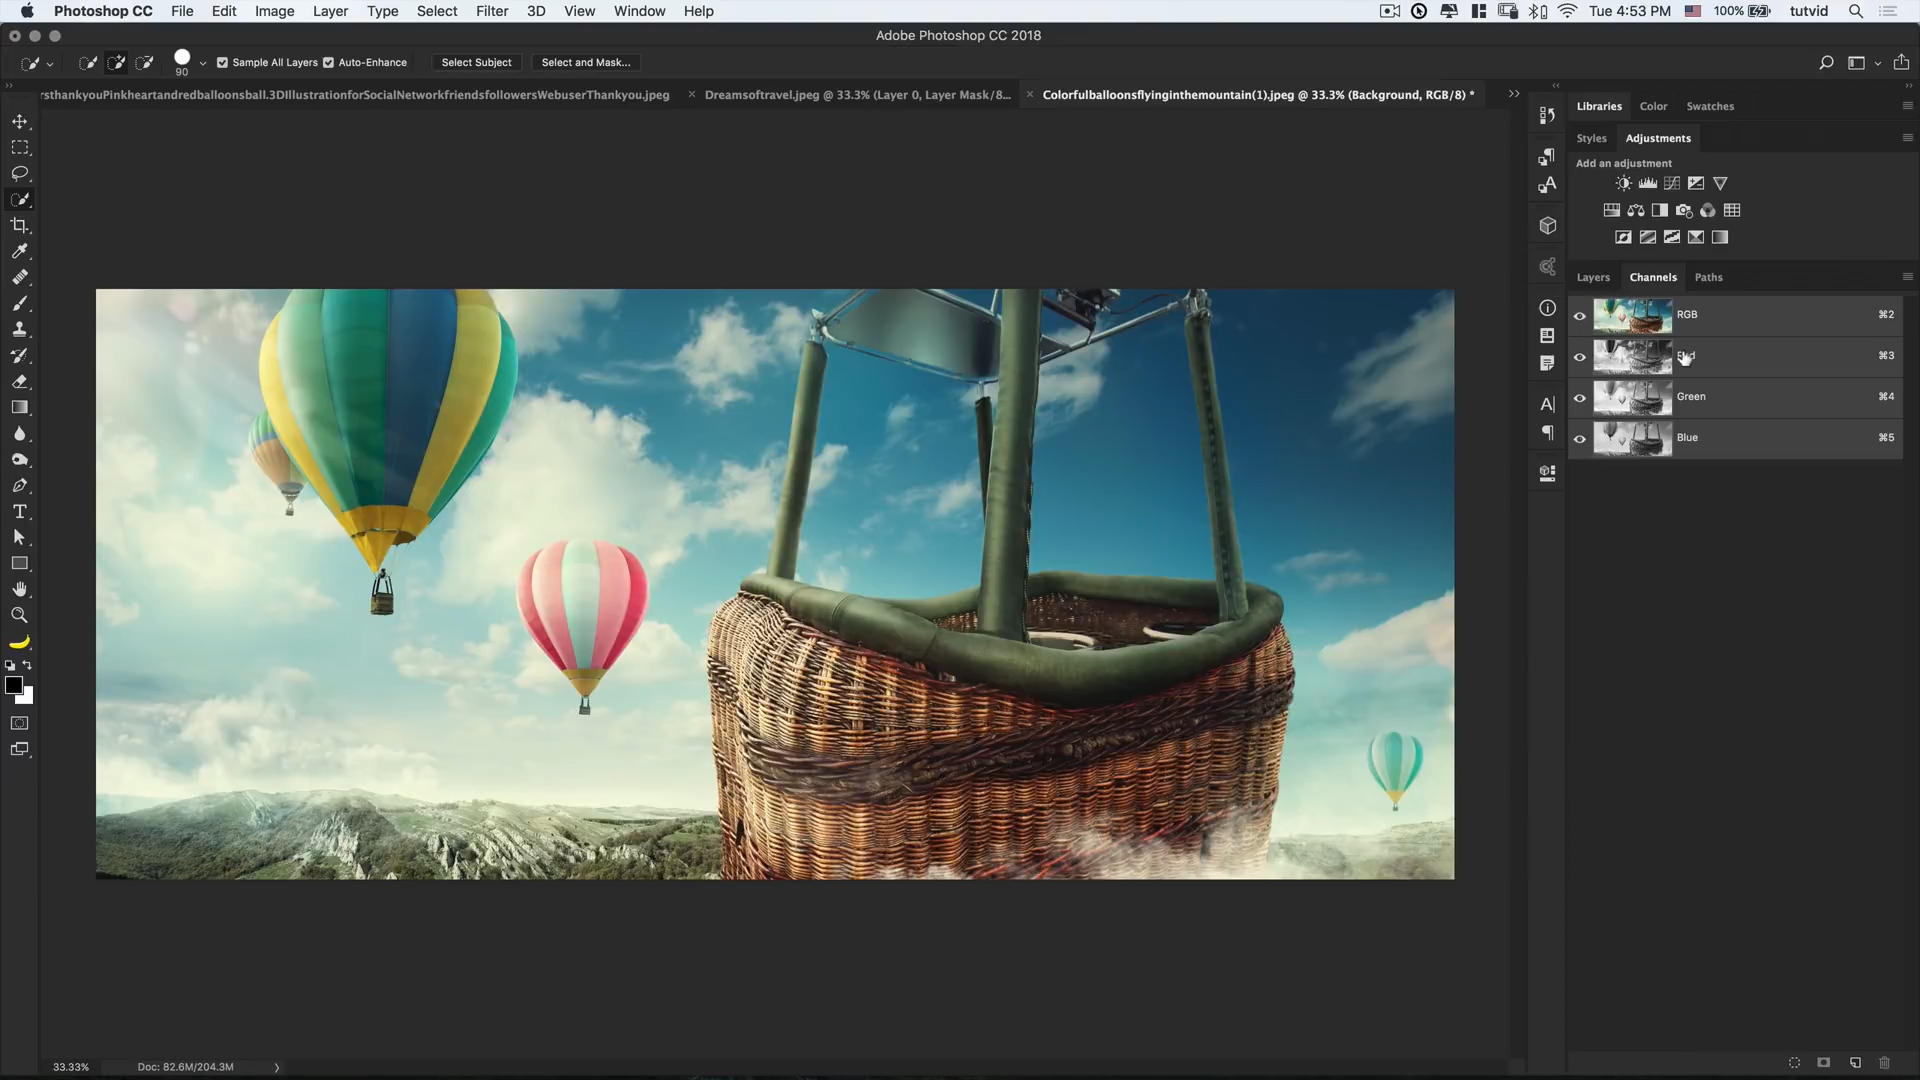 Photoshop CC File Edit Image Layer Type Select Filter 3D View Window Help Tue 4:53 PM 100% tutvid
Adobe Photoshop CC 2018
90 Sample All Layers Auto-Enhance Select Subject Select and Mask...
rsthankyouPinkheartandredballoonsball.3DIllustrationforSocialNetworkfriendsfollowersWebuserThankyou.jpeg × Dreamsoftravel.jpeg @ 33.3% (Layer 0, Layer Mask/8... × Colorfulballoonsflyinginthemountain(1).jpeg @ 33.3% (Background, RGB/8) *
Libraries Color Swatches
Styles Adjustments
Add an adjustment
Layers Channels Paths
RGB ⌘2
⌘3
Green ⌘4
Blue ⌘5
33.33% Doc: 82.6M/204.3M